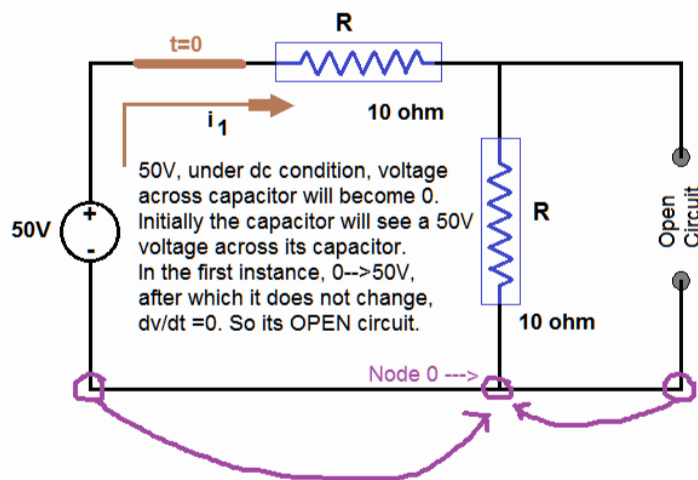 R
t=0
10 ohm
i1
50V, under dc condition, voltage
across capacitor will become 0.
Initially the capacitor will see a 50V
voltage across its capacitor.
In the first instance, 0-->50V,
after which it does not change,
dv/dt =0. So its OPEN circuit.
50V
+
-
R
10 ohm
Open
Circuit
Node 0 --->